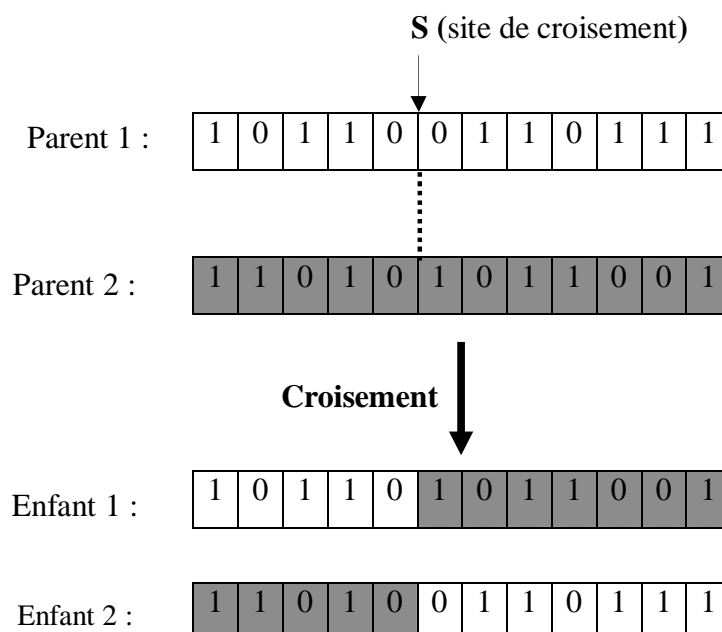 S (site de croisement)
Parent 1 : 1 0 1 1 0 0 1 1 0 1 1 1
Parent 2 : 1 1 0 1 0 1 0 1 1 0 0 1
Croisement
Enfant 1 : 1 0 1 1 0 1 0 1 1 0 0 1
Enfant 2 : 1 1 0 1 0 0 1 1 0 1 1 1